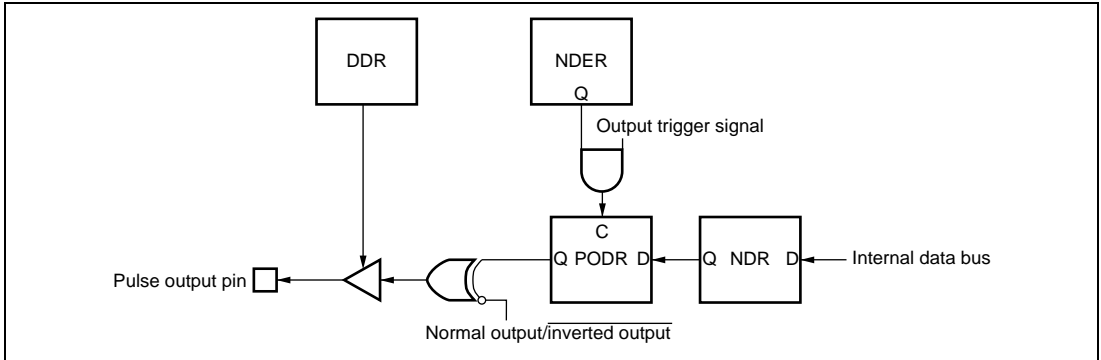 DDR
NDER
Q
Output trigger signal
C
Q PODR D
Q NDR D
Internal data bus
Pulse output pin
Normal output/inverted output